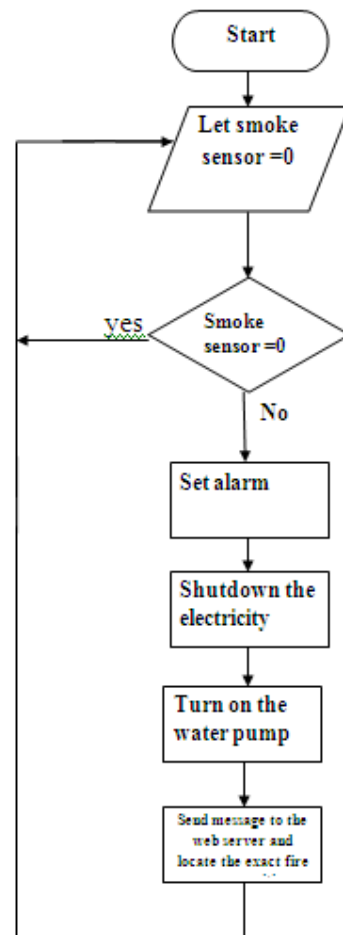 Start
Let smoke
sensor =0
yes
Smoke
sensor =0
No
Set alarm
Shutdown the
electricity
Turn on the
water pump
Send message to the
web server and
locate the exact fire